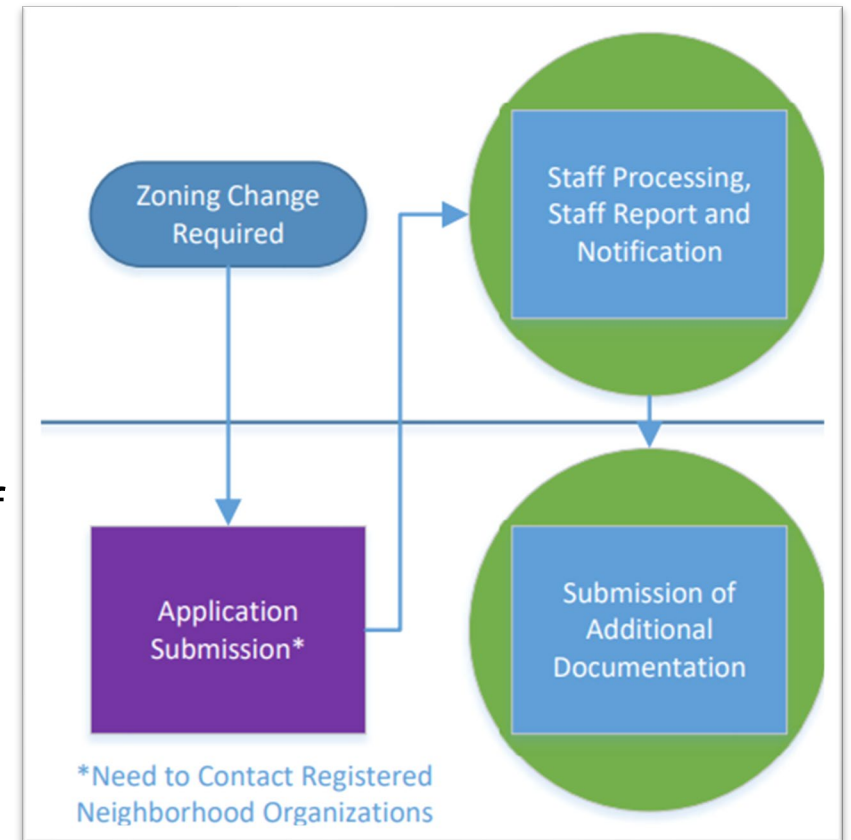 Zoning Change
Required
Staff Processing,
Staff Report and
Notification
Application
Submission*
Submission of
Additional
Documentation
*Need to Contact Registered
Neighborhood Organizations